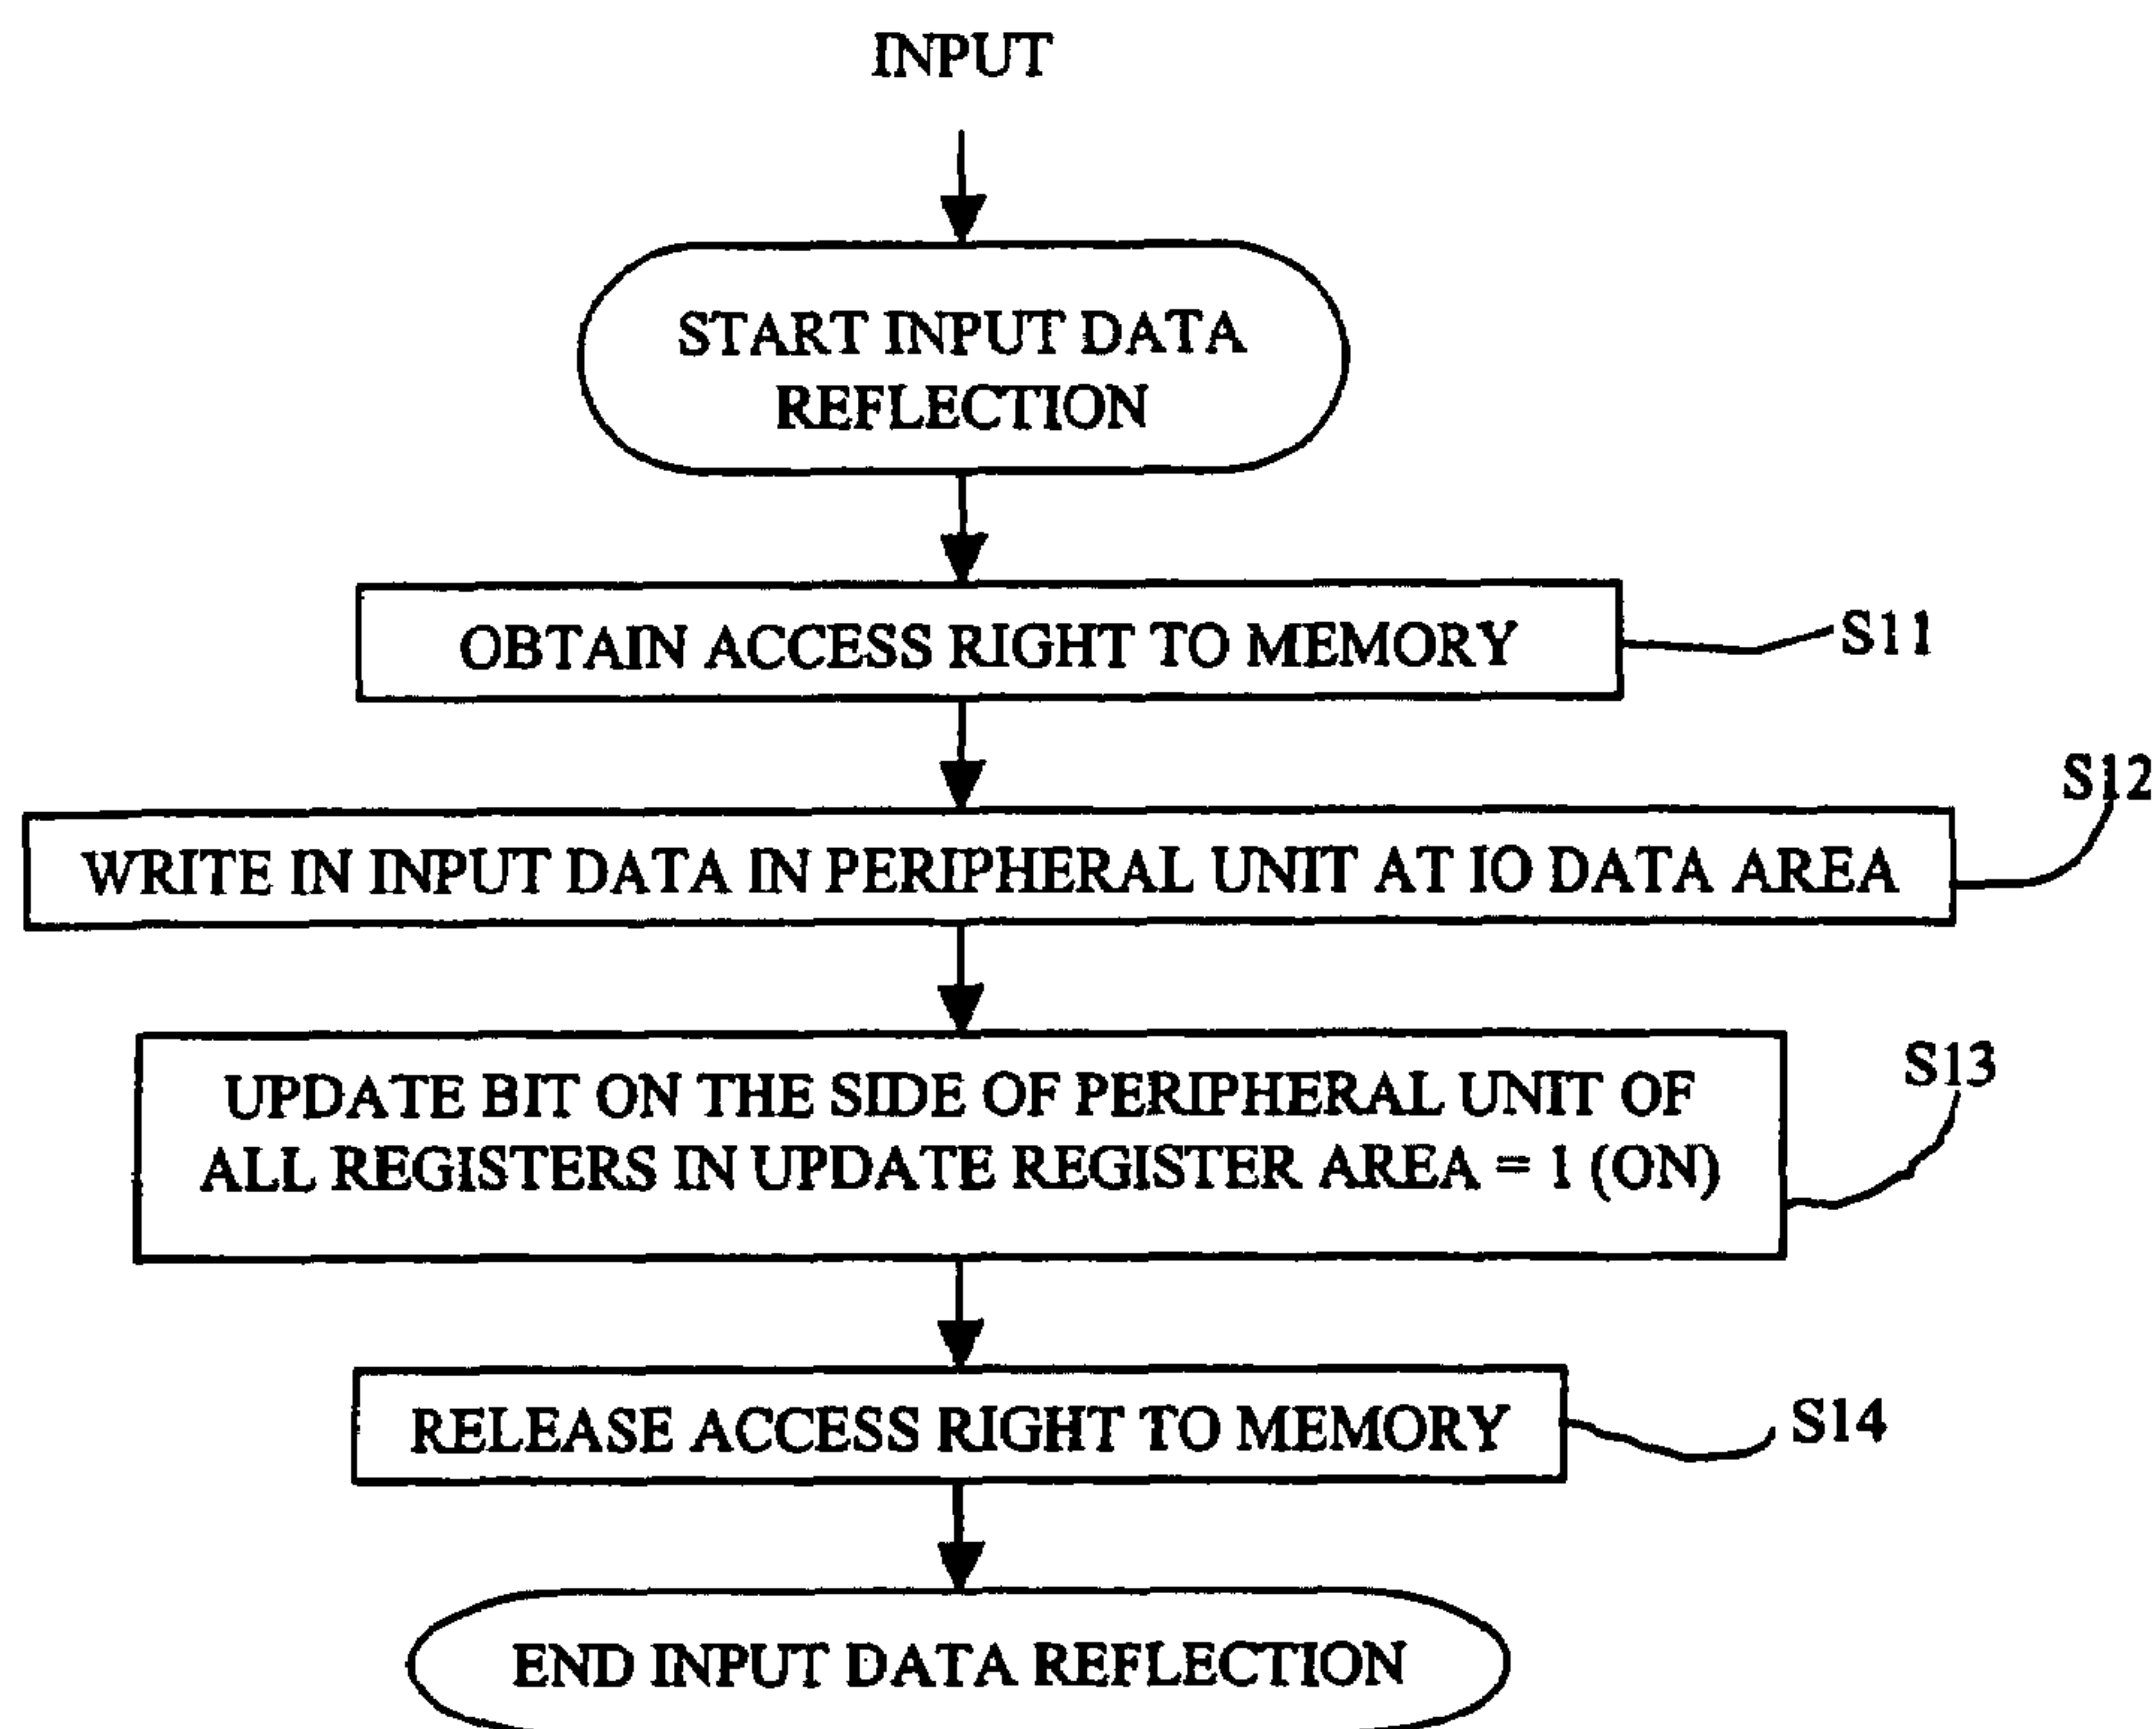 INPUT
START INPUT DATA
REFLECTION
OBTAIN ACCESS RIGHT TO MEMORY
S11
S12
WRITE IN INPUT DATA IN PERIPHERAL UNIT AT IO DATA AREA
S13
UPDATE BIT ON THE SIDE OF PERIPHERAL UNIT OF
ALL REGISTERS IN UPDATE REGISTER AREA = 1 (ON)
RELEASE ACCESS RIGHT TO MEMORY
S14
END INPUT DATA REFLECTION